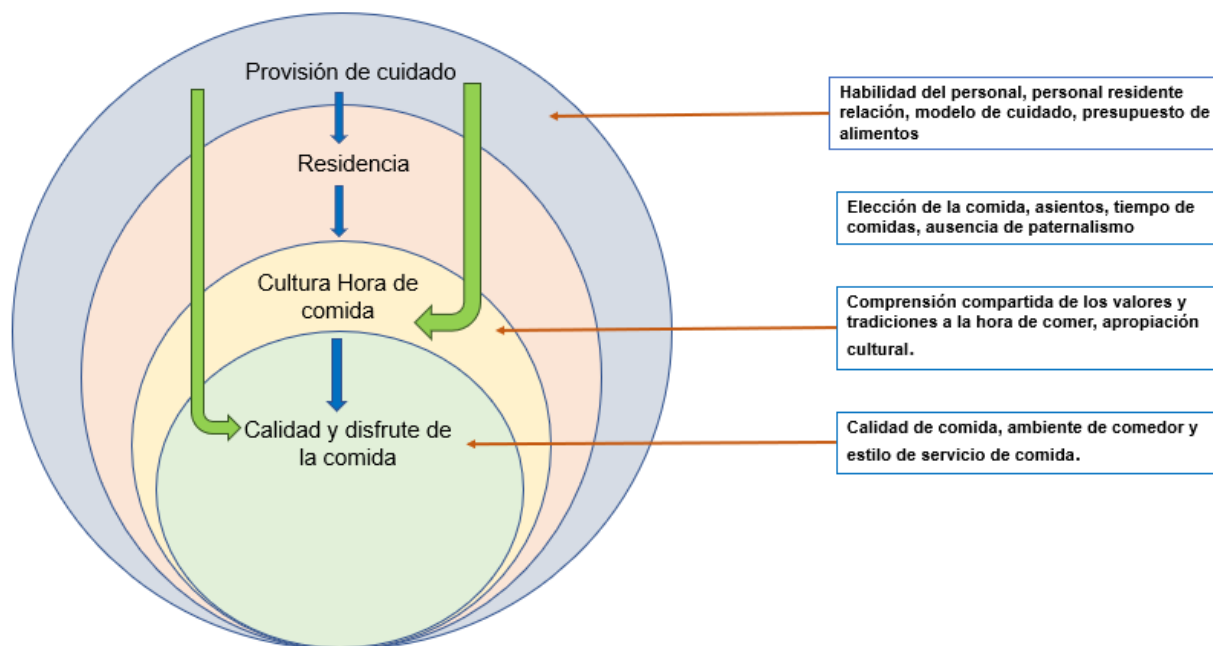 Provisión de cuidado
Residencia
Cultura Hora de
comida
Calidad y disfrute de
la comida
Habilidad del personal, personal residente
relación, modelo de cuidado, presupuesto de
alimentos
Elección de la comida, asientos, tiempo de
comidas, ausencia de paternalismo
Comprensión compartida de los valores y
tradiciones a la hora de comer, apropiación
cultural.
Calidad de comida, ambiente de comedor y
estilo de servicio de comida.